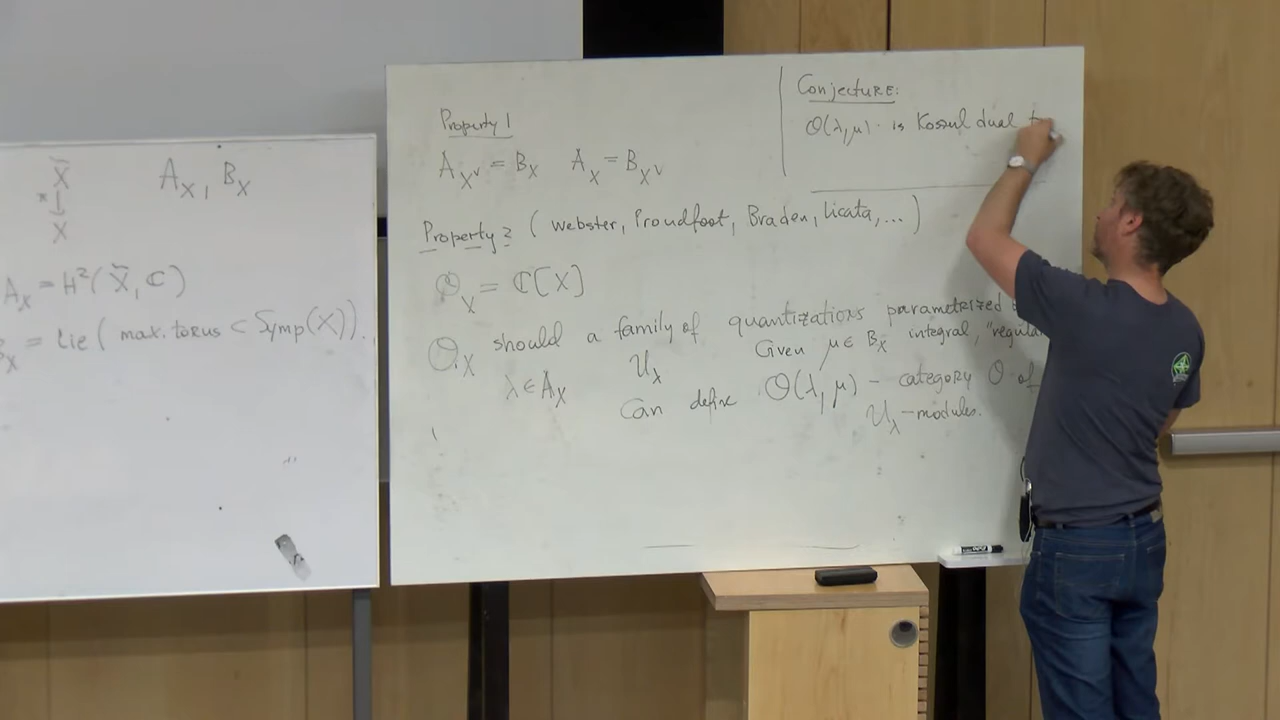 X̃
π ↓
X
A_X, B_X
A_X = H²(X̃, ℂ)
B_X = Lie (max. torus ⊂ Symp(X)).
Property 1
A_{X^∨} = B_X A_X = B_{X^∨}
Conjecture:
O(λ, μ) is Koszul dual
Property 2 (Webster, Proudfoot, Braden, Licata, ...)
O_X = ℂ[X]
O_X should a family of quantizations parametrized
λ ∈ A_X U_λ Given μ ∈ B_X integral, "regular
Can define O(λ, μ) – category O of
U_λ-modules.